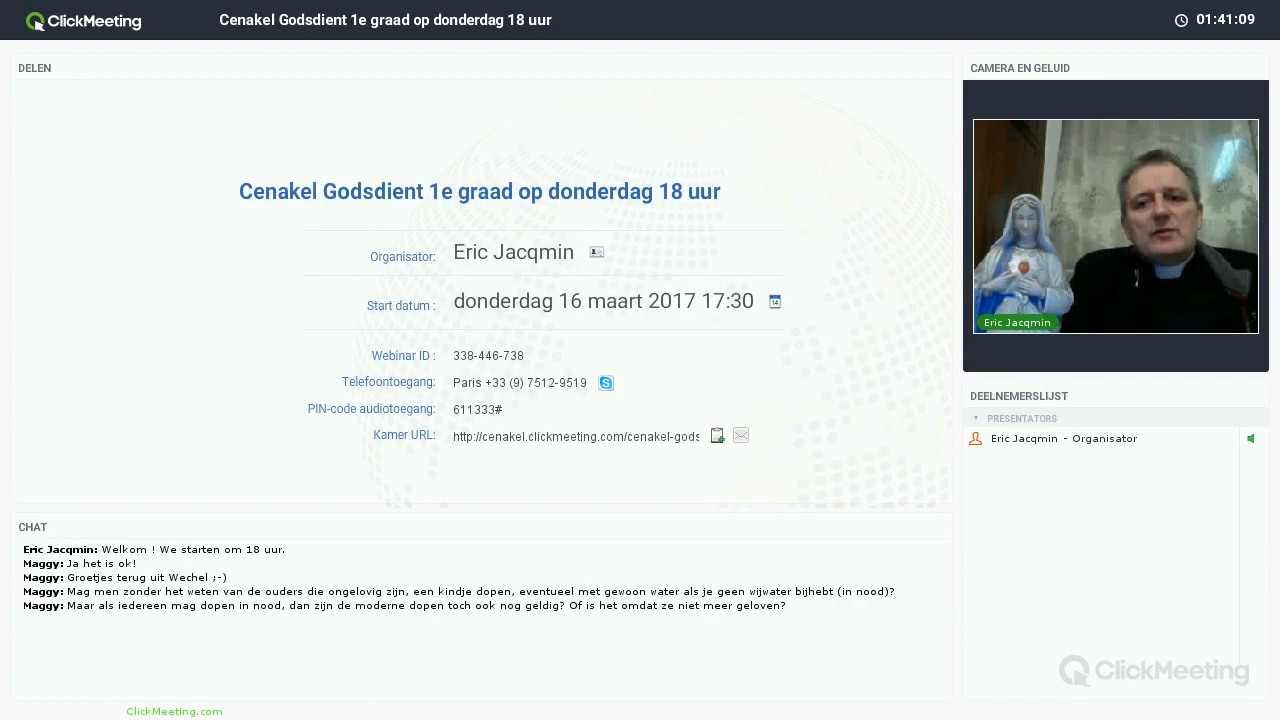 ClickMeeting
Cenakel Godsdient 1e graad op donderdag 18 uur
01:41:09
DELEN
Cenakel Godsdient 1e graad op donderdag 18 uur
Organisator: Eric Jacqmin
Start datum : donderdag 16 maart 2017 17:30
14
Webinar ID : 338-446-738
Telefoontoegang: Paris +33 (9) 7512-9519
PIN-code audiotoegang: 611333#
Kamer URL: http://cenakel.clickmeeting.com/cenakel-gods
CAMERA EN GELUID
Eric Jacqmin
DEELNEMERSLIJST
PRESENTATORS
Eric Jacqmin - Organisator
CHAT
Eric Jacqmin: Welkom ! We starten om 18 uur.
Maggy: Ja het is ok!
Maggy: Groetjes terug uit Wechel ;-)
Maggy: Mag men zonder het weten van de ouders die ongelovig zijn, een kindje dopen, eventueel met gewoon water als je geen wijwater bijhebt (in nood)?
Maggy: Maar als iedereen mag dopen in nood, dan zijn de moderne dopen toch ook nog geldig? Of is het omdat ze niet meer geloven?
ClickMeeting
ClickMeeting.com